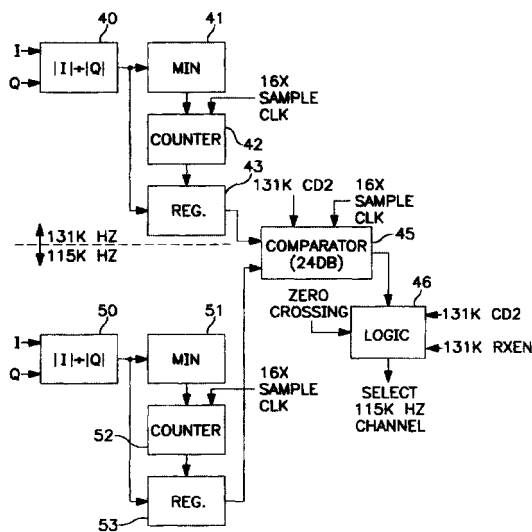 40
41
I
Q
|I|+|Q|
MIN
16X
SAMPLE
CLK
COUNTER
42
43
REG.
131K CD2
16X
SAMPLE
CLK
45
COMPARATOR
(24DB)
131K HZ
115K HZ
ZERO
CROSSING
46
LOGIC
131K CD2
131K RXEN
SELECT
115K HZ
CHANNEL
50
51
I
Q
|I|+|Q|
MIN
16X
SAMPLE
CLK
COUNTER
52
REG.
53